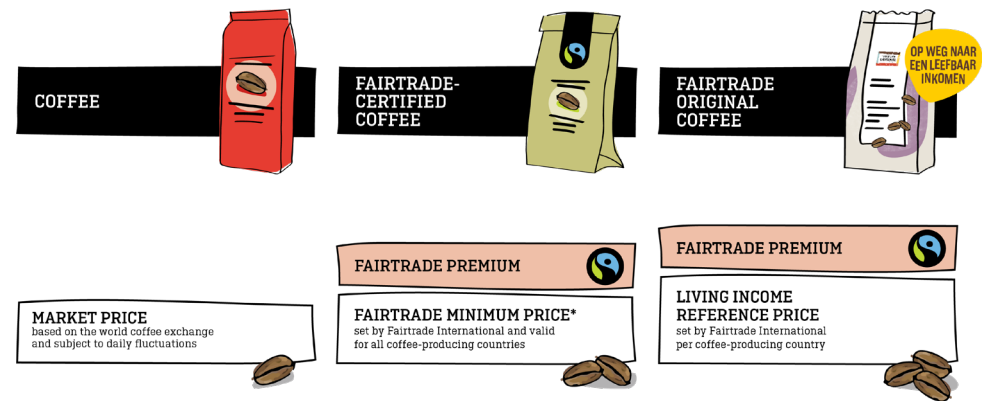 COFFEE
FAIRTRADE-
CERTIFIED
COFFEE
FAIRTRADE
ORIGINAL
COFFEE
OP WEG NAAR
EEN LEEFBAAR
INKOMEN
MARKET PRICE
based on the world coffee exchange
and subject to daily fluctuations
FAIRTRADE PREMIUM
FAIRTRADE MINIMUM PRICE*
set by Fairtrade International and valid
for all coffee-producing countries
FAIRTRADE PREMIUM
LIVING INCOME
REFERENCE PRICE
set by Fairtrade International
per coffee-producing country